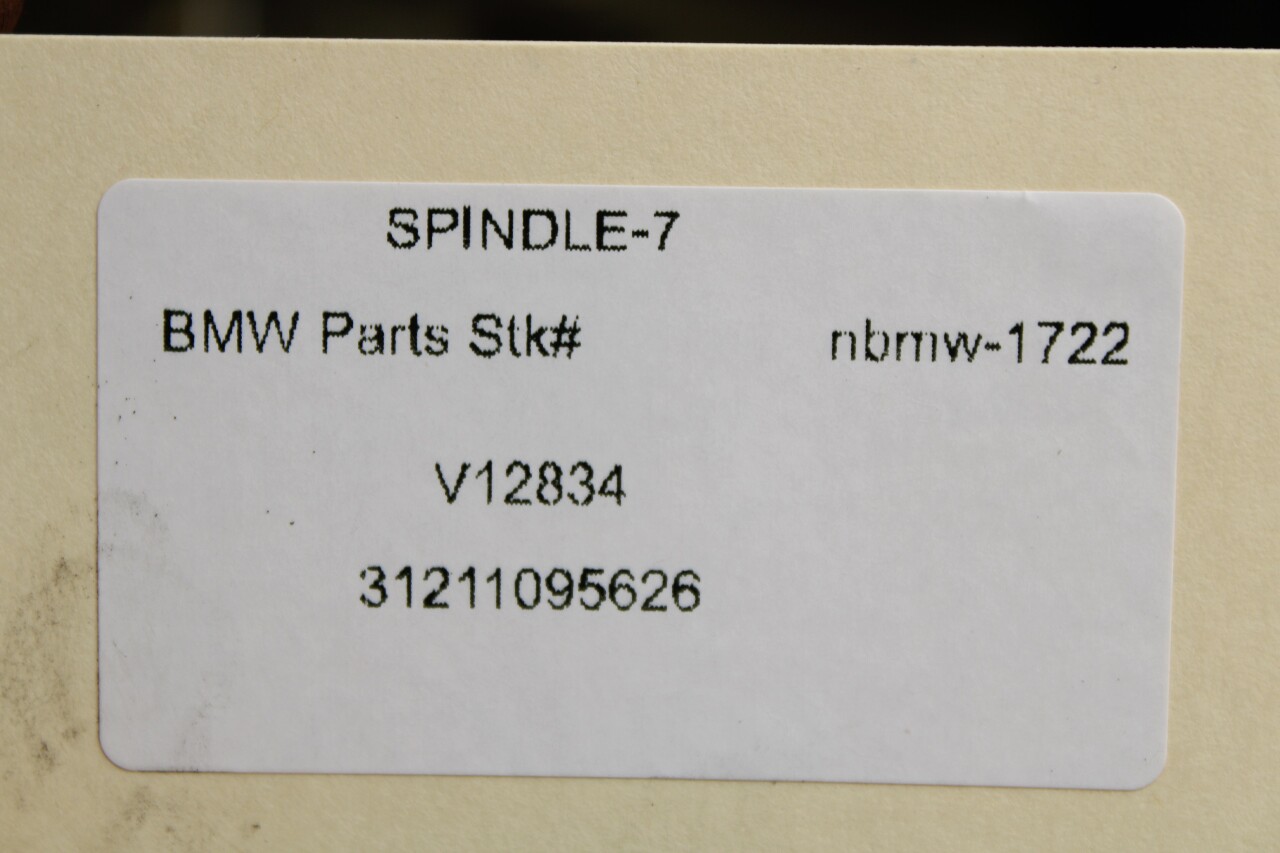 SPINDLE-7
BMW Parts Stk# nbmw-1722
V12834
31211095626